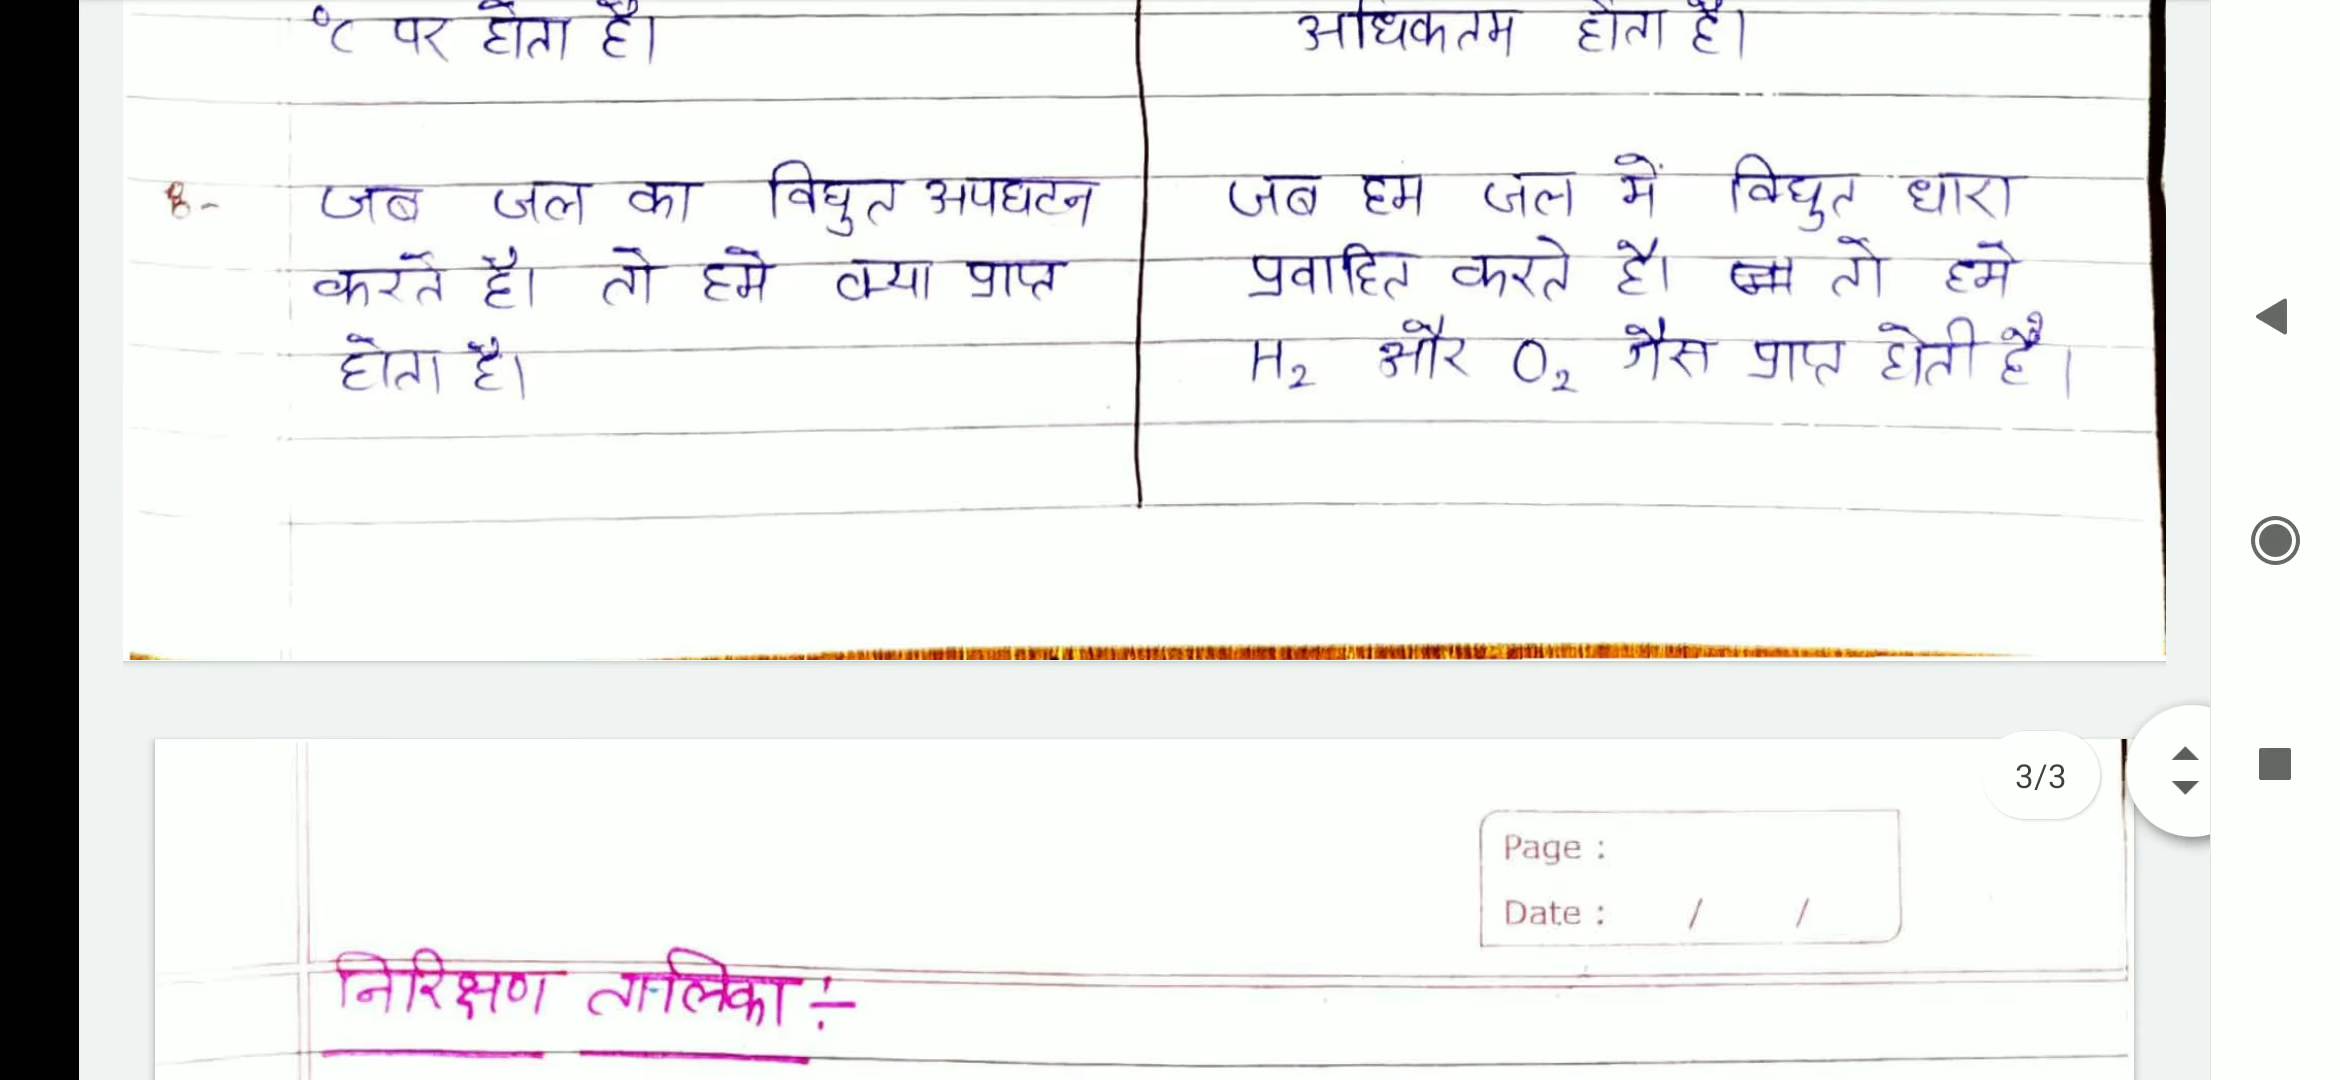 °C पर होता है।
अधिकतम होता है।
8- जब जल का विघुत अपघटन
करते है। तो हमे क्या प्राप्त
होता है।
जब हम जल में विघुत धारा
प्रवाहित करते है। तो हमे
H₂ और O₂ गैस प्राप्त होती है।
3/3
Page :
Date : / /
निरिक्षण तालिका :-